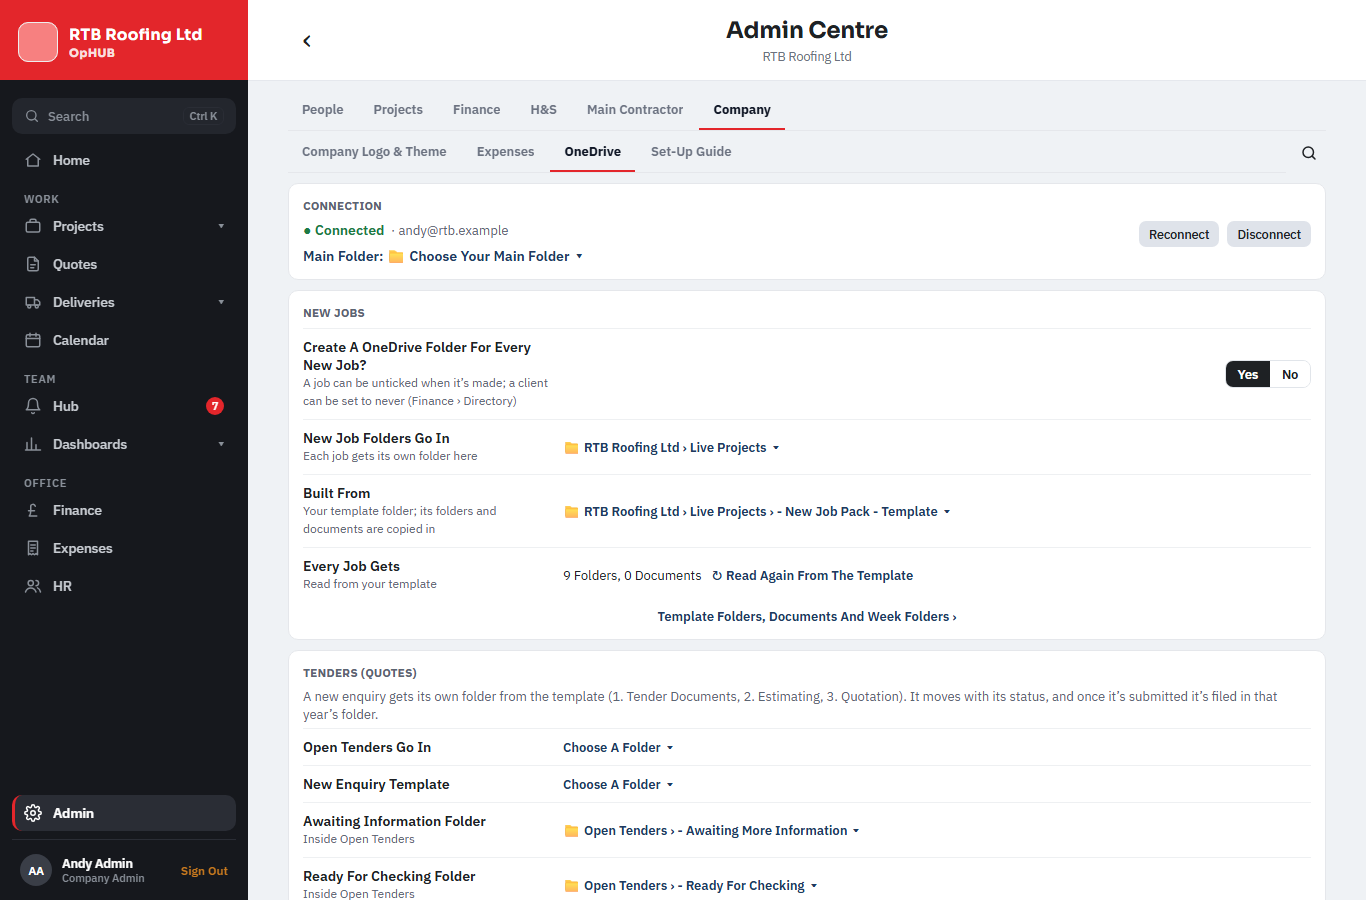 RTB Roofing Ltd
OpHUB
Search
Ctrl K
Home
WORK
Projects
Quotes
Deliveries
Calendar
TEAM
Hub
7
Dashboards
OFFICE
Finance
Expenses
HR
Admin
AA
Andy Admin
Company Admin
Sign Out
Admin Centre
RTB Roofing Ltd
People
Projects
Finance
H&S
Main Contractor
Company
Company Logo & Theme
Expenses
OneDrive
Set-Up Guide
CONNECTION
● Connected · andy@rtb.example
Reconnect
Disconnect
Main Folder: Choose Your Main Folder
NEW JOBS
Create A OneDrive Folder For Every
New Job?
A job can be unticked when it’s made; a client
can be set to never (Finance › Directory)
Yes
No
New Job Folders Go In
Each job gets its own folder here
RTB Roofing Ltd › Live Projects
Built From
Your template folder; its folders and
documents are copied in
RTB Roofing Ltd › Live Projects › - New Job Pack - Template
Every Job Gets
Read from your template
9 Folders, 0 Documents
↻ Read Again From The Template
Template Folders, Documents And Week Folders ›
TENDERS (QUOTES)
A new enquiry gets its own folder from the template (1. Tender Documents, 2. Estimating, 3. Quotation). It moves with its status, and once it’s submitted it’s filed in that
year’s folder.
Open Tenders Go In
Choose A Folder
New Enquiry Template
Choose A Folder
Awaiting Information Folder
Inside Open Tenders
Open Tenders › - Awaiting More Information
Ready For Checking Folder
Inside Open Tenders
Open Tenders › - Ready For Checking